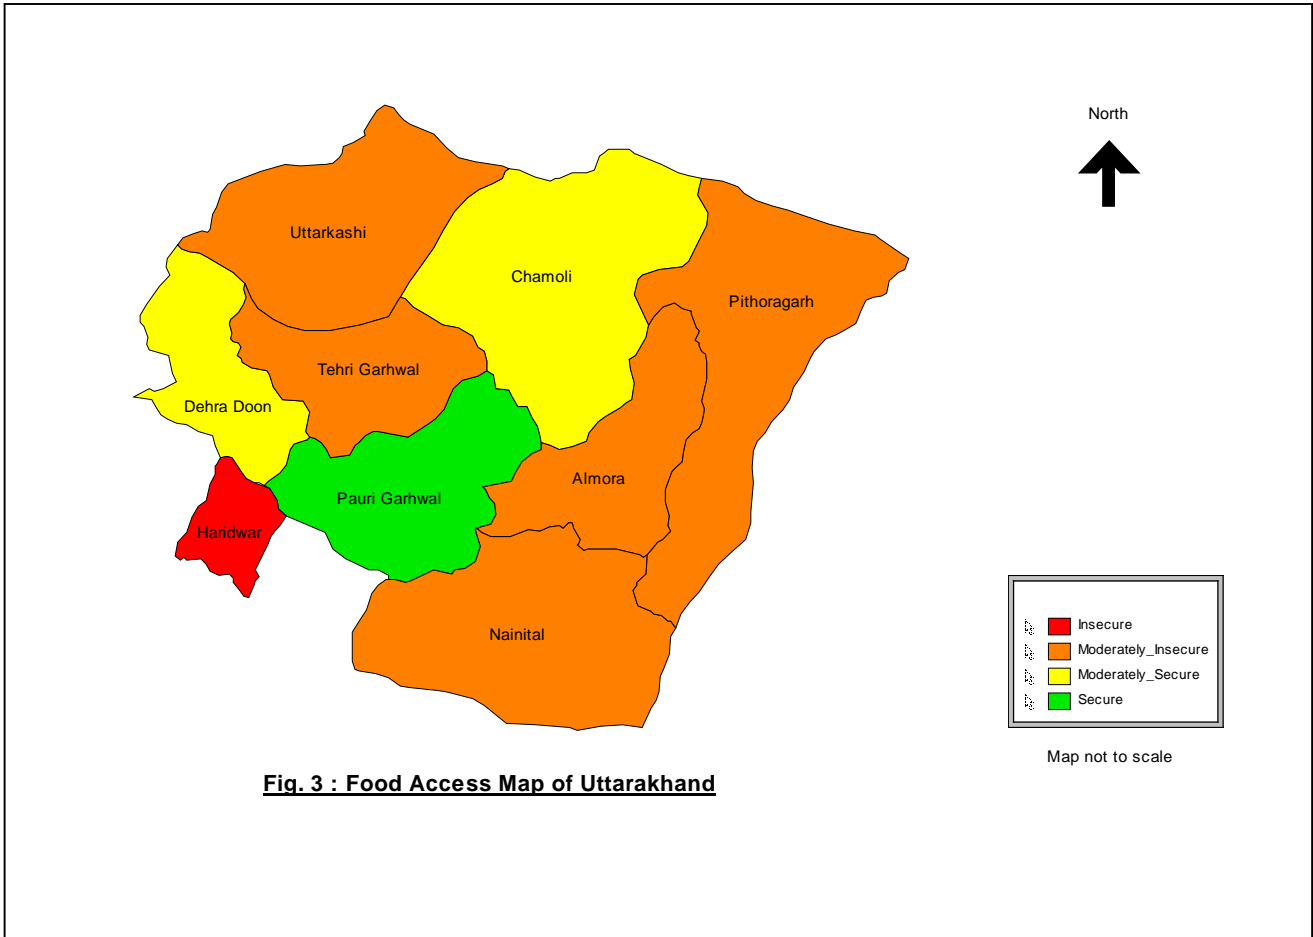 North
Uttarkashi
Chamoli
Pithoragarh
Tehri Garhwal
Dehra Doon
Almora
Pauri Garhwal
Haridwar
Nainital
Insecure
Moderately_Insecure
Moderately_Secure
Secure
Map not to scale
Fig. 3 : Food Access Map of Uttarakhand